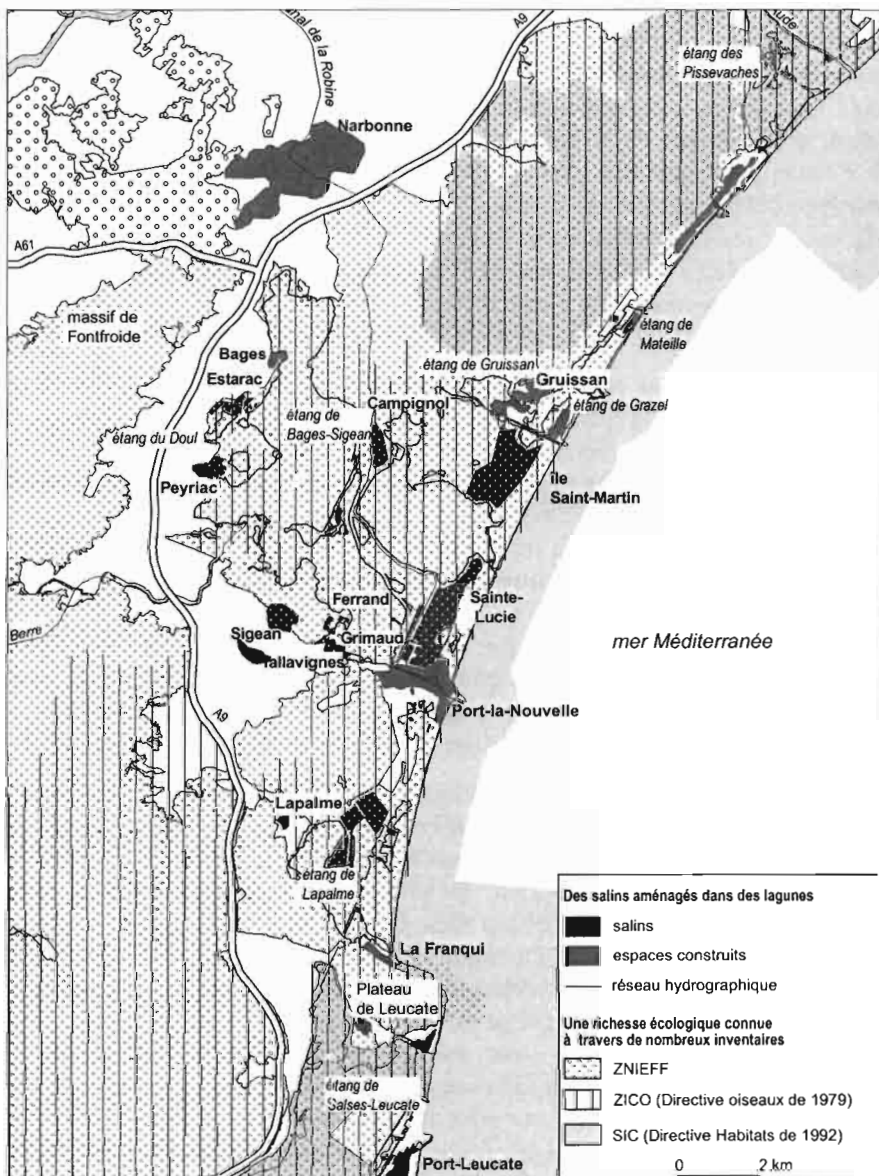 A9
nal de la Robine
aude
étang des
Pissevaches
Narbonne
A61
massif de
Fontfroide
étang de
Mateille
Bages
Estarac
étang de Gruissan
Gruissan
étang de
Bages-Sigean
Campignol
étang de Grazel
étang du Doul
Peyriac
île
Saint-Martin
Ferrand
Sainte-
Lucie
Berre
Sigean
Grimaud
Tallavignes
mer Méditerranée
A9
Port-la-Nouvelle
Lapalme
étang de
Lapalme
La Franqui
Plateau
de Leucate
étang de
Salses-Leucate
Port-Leucate
Des salins aménagés dans des lagunes
salins
espaces construits
réseau hydrographique
Une richesse écologique connue
à travers de nombreux inventaires
ZNIEFF
ZICO (Directive oiseaux de 1979)
SIC (Directive Habitats de 1992)
0 2 km